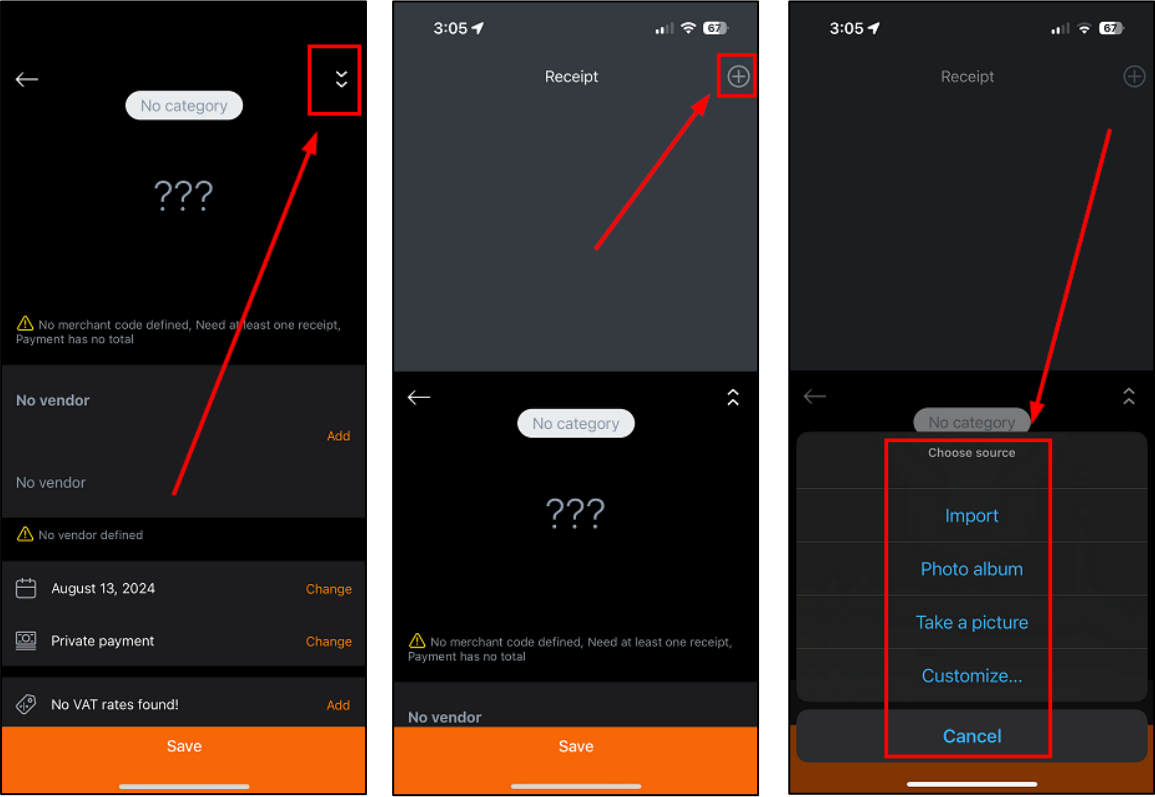 No category
???
No merchant code defined, Need at least one receipt,
Payment has no total
No vendor
Add
No vendor
No vendor defined
August 13, 2024 Change
Private payment Change
No VAT rates found! Add
Save
3:05 67
Receipt
No category
???
No merchant code defined, Need at least one receipt,
Payment has no total
No vendor
Save
3:05 67
Receipt
No category
Choose source
Import
Photo album
Take a picture
Customize...
Cancel